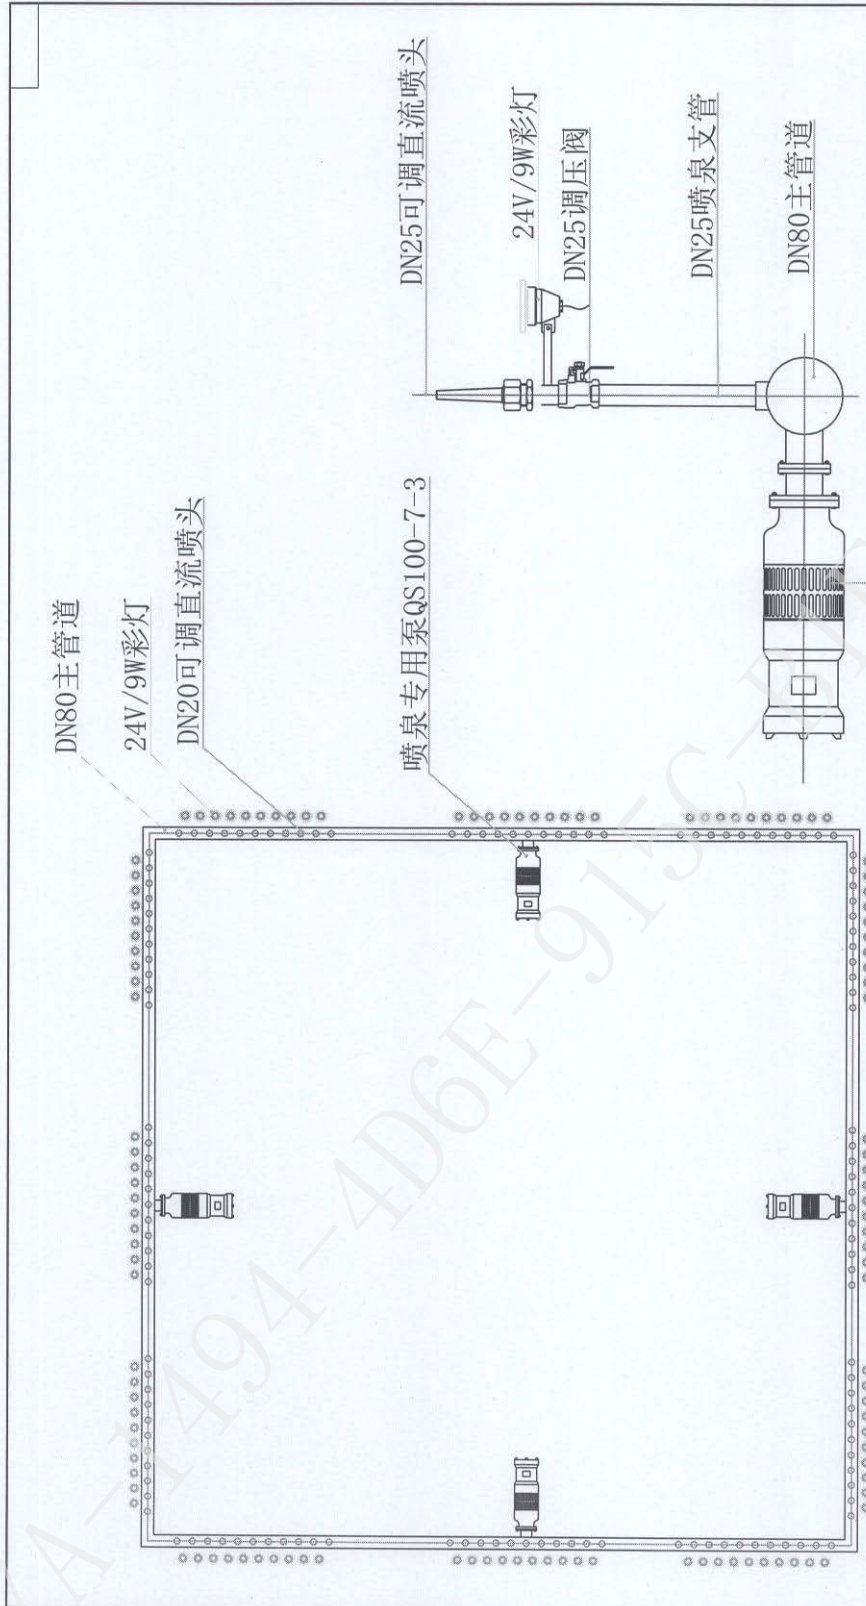 DN80主管道
24V/9W彩灯
DN20可调直流喷头
喷泉专用泵QS100-7-3
DN25可调直流喷头
24V/9W彩灯
DN25调压阀
DN25喷泉支管
DN80主管道
A-1494-4D6E-915C-B